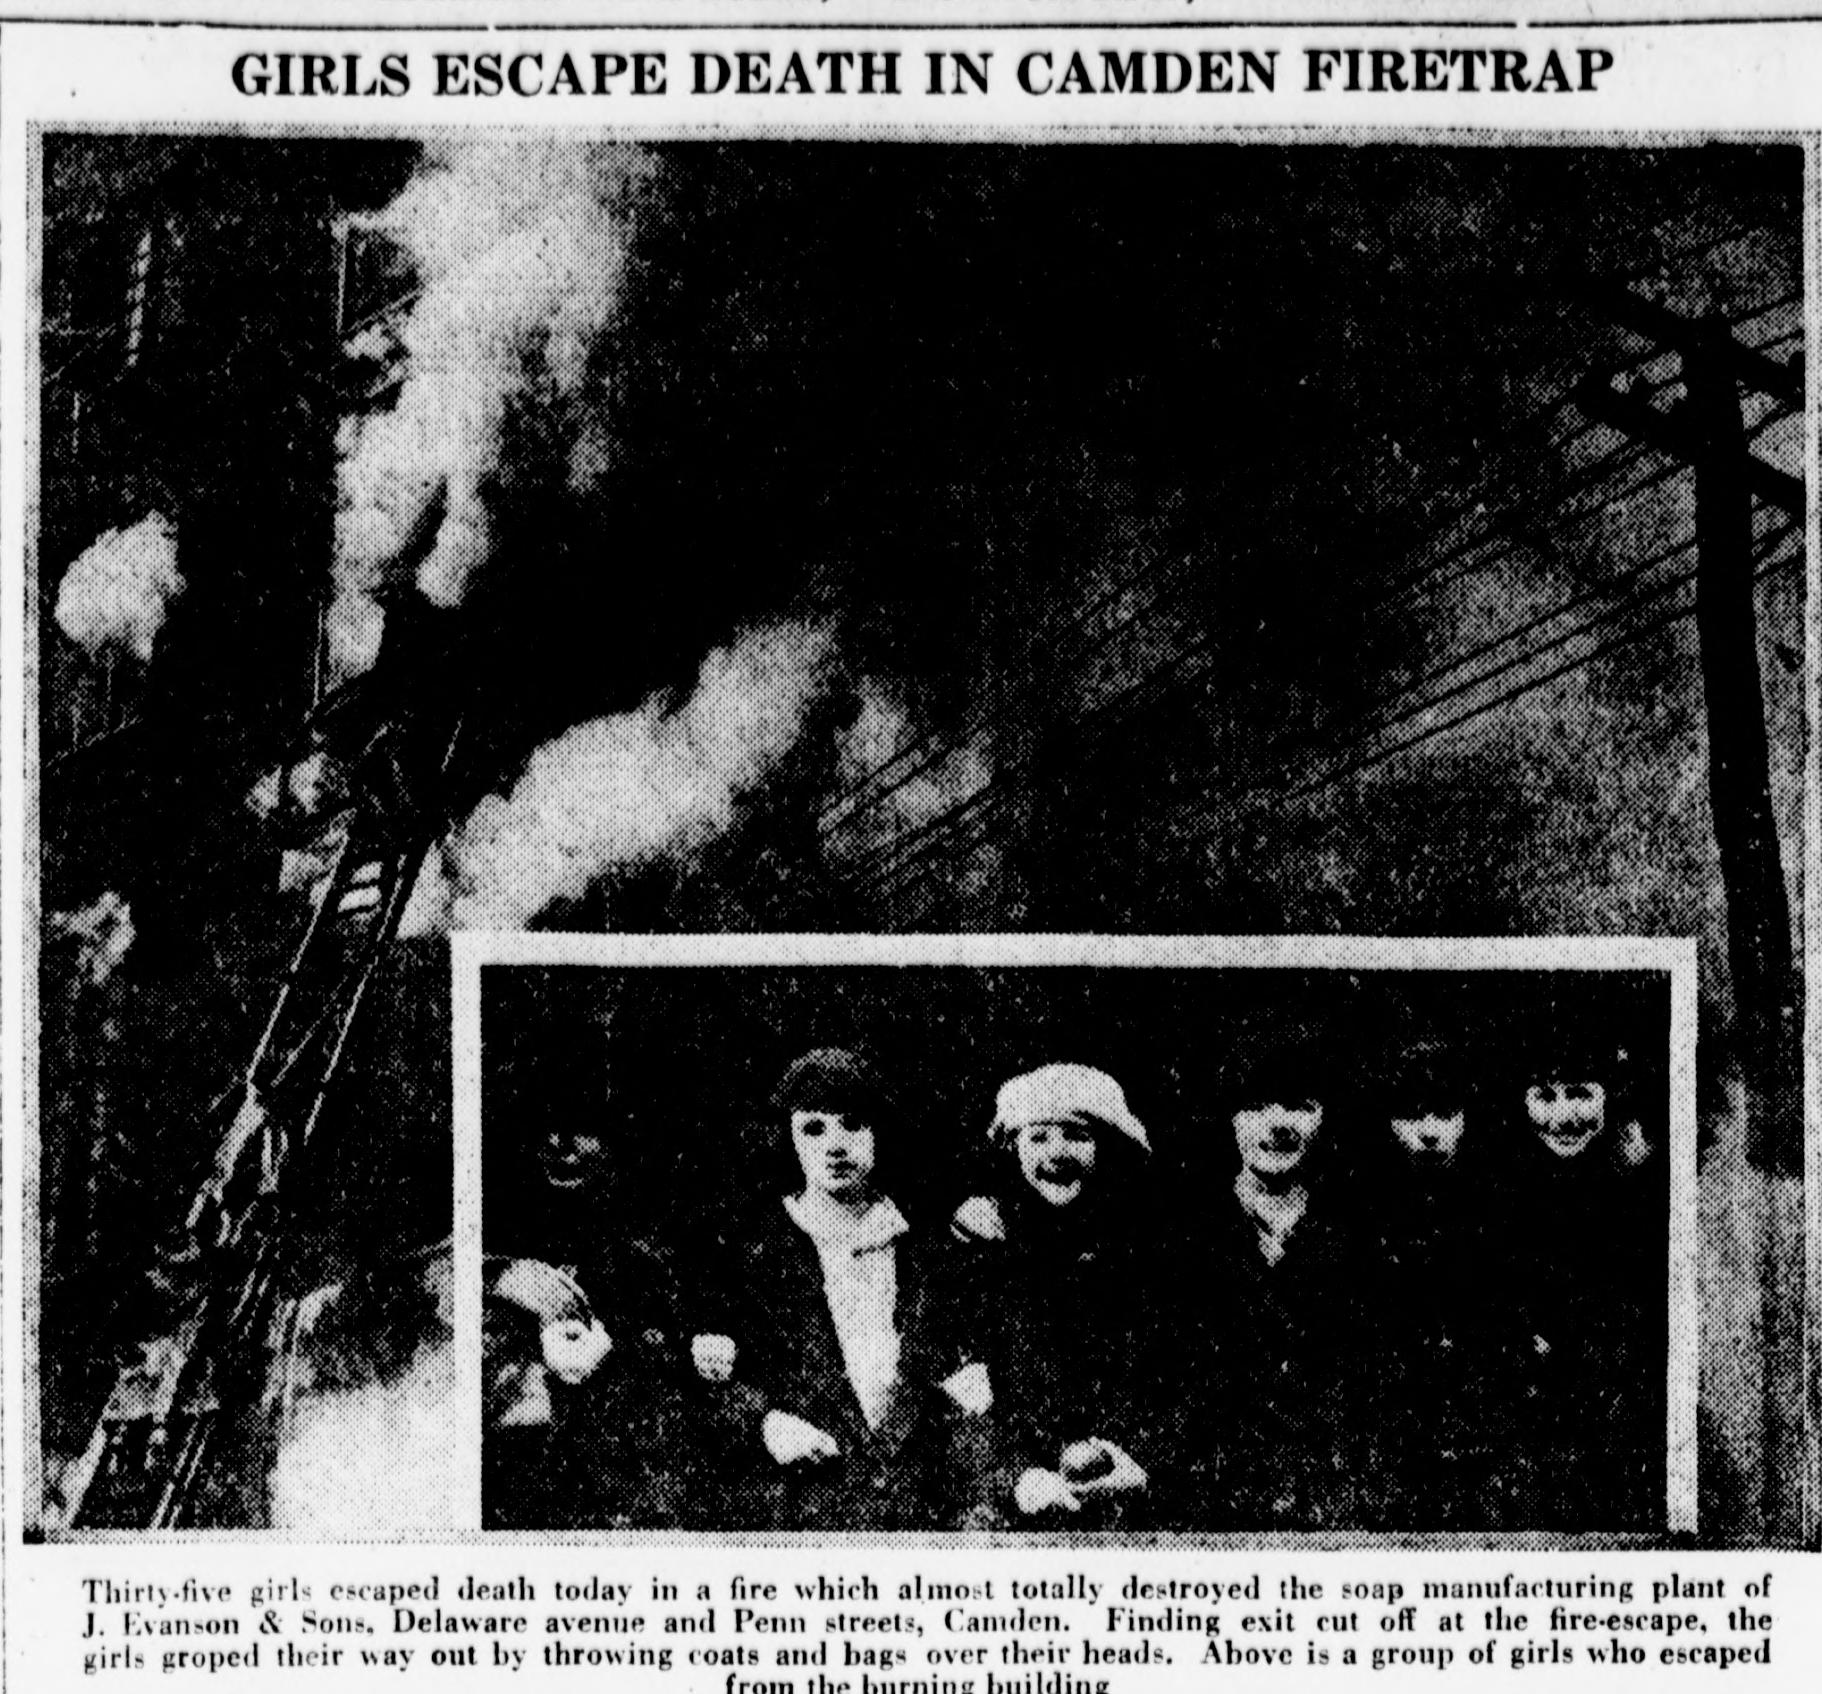 GIRLS ESCAPE DEATH IN CAMDEN FIRETRAP
Thirty-five girls escaped death today in a fire which almost totally destroyed the soap manufacturing plant of
J. Evanson & Sons, Delaware avenue and Penn streets, Camden. Finding exit cut off at the fire-escape, the
girls groped their way out by throwing coats and bags over their heads. Above is a group of girls who escaped
from the burning building